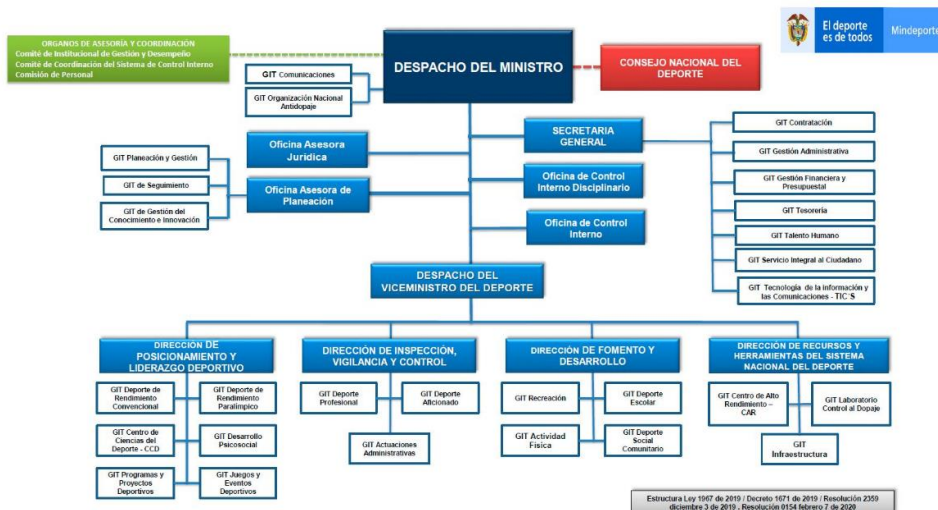 El deporte
es de todos
Mindeporte
ORGANOS DE ASESORÍA Y COORDINACIÓN
Comité de Institucional de Gestión y Desempeño
Comité de Coordinación del Sistema de Control Interno
Comisión de Personal
DESPACHO DEL MINISTRO
CONSEJO NACIONAL DEL
DEPORTE
GIT Comunicaciones
GIT Organización Nacional
Antidopaje
Oficina Asesora
Jurídica
Oficina Asesora de
Planeación
GIT Planeación y Gestión
GIT de Seguimiento
GIT de Gestión del
Conocimiento e Innovación
SECRETARIA
GENERAL
Oficina de Control
Interno Disciplinario
Oficina de Control
Interno
GIT Contratación
GIT Gestión Administrativa
GIT Gestión Financiera y
Presupuestal
GIT Tesorería
GIT Talento Humano
GIT Servicio Integral al Ciudadano
GIT Tecnología de la información y
las Comunicaciones - TIC´S
DESPACHO DEL
VICEMINISTRO DEL DEPORTE
DIRECCIÓN DE
POSICIONAMIENTO Y
LIDERAZGO DEPORTIVO
GIT Deporte de
Rendimiento
Convencional
GIT Deporte de
Rendimiento
Paralímpico
GIT Centro de
Ciencias del
Deporte - CCD
GIT Desarrollo
Psicosocial
GIT Programas y
Proyectos
Deportivos
GIT Juegos y
Eventos
Deportivos
DIRECCIÓN DE INSPECCIÓN,
VIGILANCIA Y CONTROL
GIT Deporte
Profesional
GIT Deporte
Aficionado
GIT Actuaciones
Administrativas
DIRECCIÓN DE FOMENTO Y
DESARROLLO
GIT Recreación
GIT Deporte
Escolar
GIT Actividad
Física
GIT Deporte
Social
Comunitario
DIRECCIÓN DE RECURSOS Y
HERRAMIENTAS DEL SISTEMA
NACIONAL DEL DEPORTE
GIT Centro de Alto
Rendimiento –
CAR
GIT Laboratorio
Control al Dopaje
GIT
Infraestructura
Estructura Ley 1967 de 2019 / Decreto 1671 de 2019 / Resolución 2359
diciembre 3 de 2019 . Resolución 0154 febrero 7 de 2020